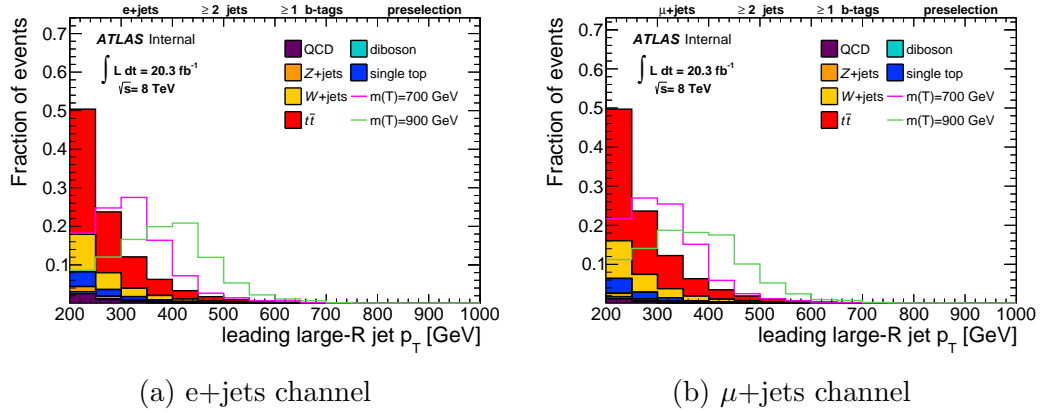 e+jets ≥ 2 jets ≥ 1 b-tags preselection
Fraction of events
0.7
0.6
0.5
0.4
0.3
0.2
0.1
0
ATLAS Internal
∫ L dt = 20.3 fb⁻¹
√s= 8 TeV
QCD diboson
Z+jets single top
W+jets m(T)=700 GeV
tt̄ m(T)=900 GeV
200 300 400 500 600 700 800 900 1000
leading large-R jet p_T [GeV]
(a) e+jets channel
μ+jets ≥ 2 jets ≥ 1 b-tags preselection
Fraction of events
0.7
0.6
0.5
0.4
0.3
0.2
0.1
0
ATLAS Internal
∫ L dt = 20.3 fb⁻¹
√s= 8 TeV
QCD diboson
Z+jets single top
W+jets m(T)=700 GeV
tt̄ m(T)=900 GeV
200 300 400 500 600 700 800 900 1000
leading large-R jet p_T [GeV]
(b) μ+jets channel